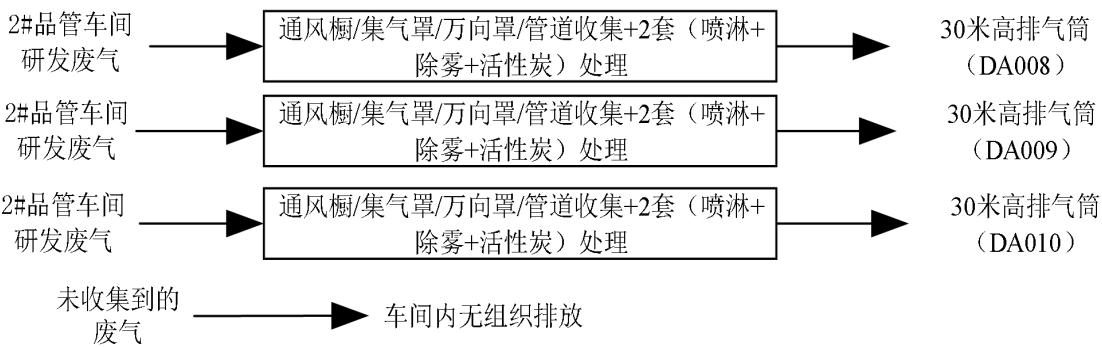 2#品管车间
研发废气
通风橱/集气罩/万向罩/管道收集+2套（喷淋+
除雾+活性炭）处理
30米高排气筒
（DA008）
2#品管车间
研发废气
通风橱/集气罩/万向罩/管道收集+2套（喷淋+
除雾+活性炭）处理
30米高排气筒
（DA009）
2#品管车间
研发废气
通风橱/集气罩/万向罩/管道收集+2套（喷淋+
除雾+活性炭）处理
30米高排气筒
（DA010）
未收集到的
废气
车间内无组织排放